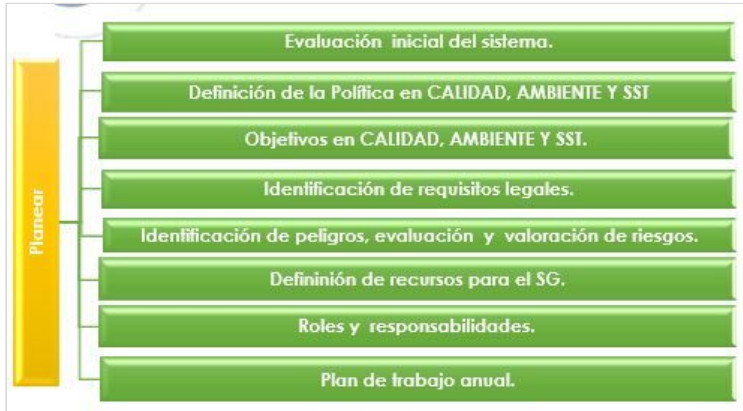 Planear
Evaluación inicial del sistema.
Definición de la Política en CALIDAD, AMBIENTE Y SST
Objetivos en CALIDAD, AMBIENTE Y SST.
Identificación de requisitos legales.
Identificación de peligros, evaluación y valoración de riesgos.
Defininión de recursos para el SG.
Roles y responsabilidades.
Plan de trabajo anual.